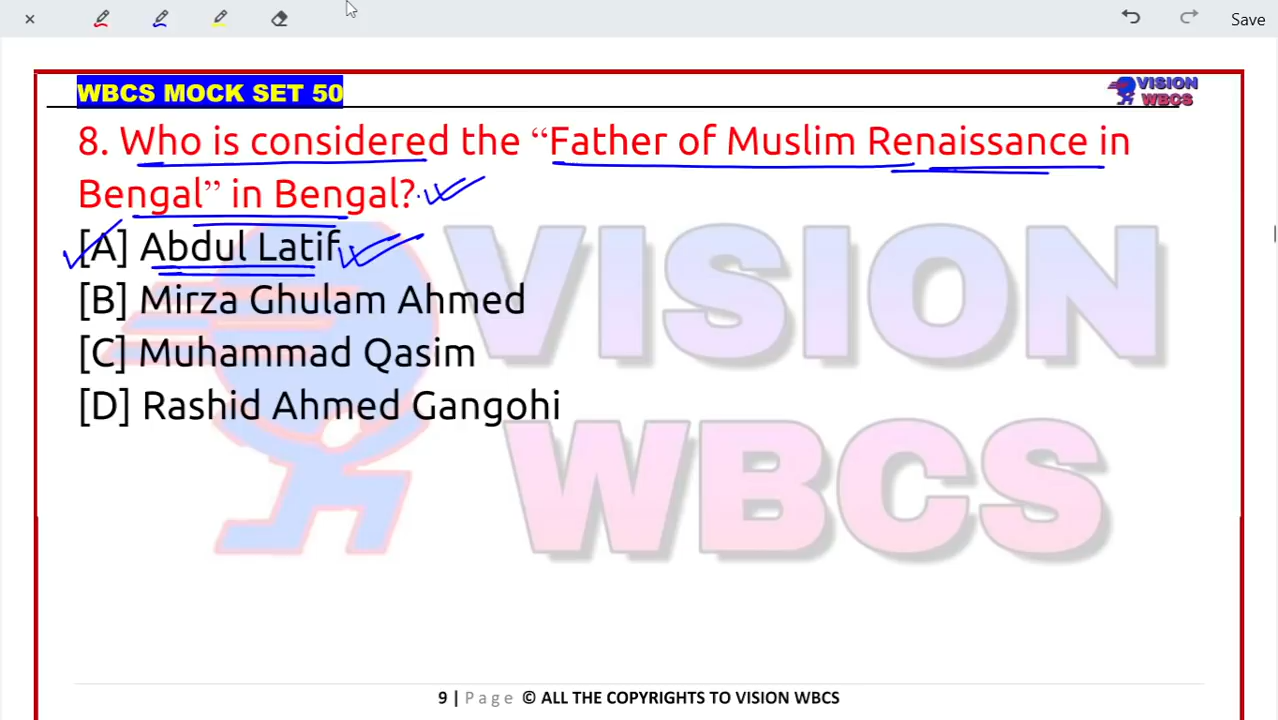 Save
WBCS MOCK SET 50
VISION
WBCS
8. Who is considered the “Father of Muslim Renaissance in
Bengal” in Bengal?
[A] Abdul Latif
[B] Mirza Ghulam Ahmed
[C] Muhammad Qasim
[D] Rashid Ahmed Gangohi
VISION
WBCS
9 | Page © ALL THE COPYRIGHTS TO VISION WBCS